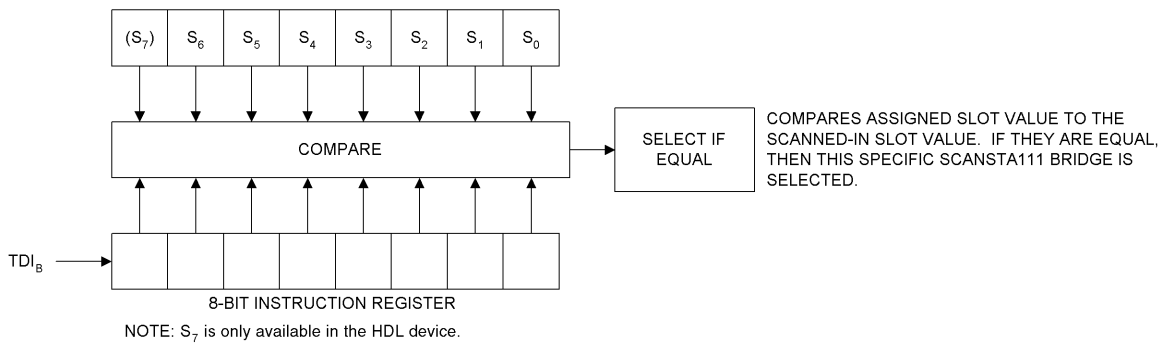 (S₇) S₆ S₅ S₄ S₃ S₂ S₁ S₀
COMPARE
SELECT IF
EQUAL
COMPARES ASSIGNED SLOT VALUE TO THE
SCANNED-IN SLOT VALUE. IF THEY ARE EQUAL,
THEN THIS SPECIFIC SCANSTA111 BRIDGE IS
SELECTED.
TDI_B
8-BIT INSTRUCTION REGISTER
NOTE: S₇ is only available in the HDL device.